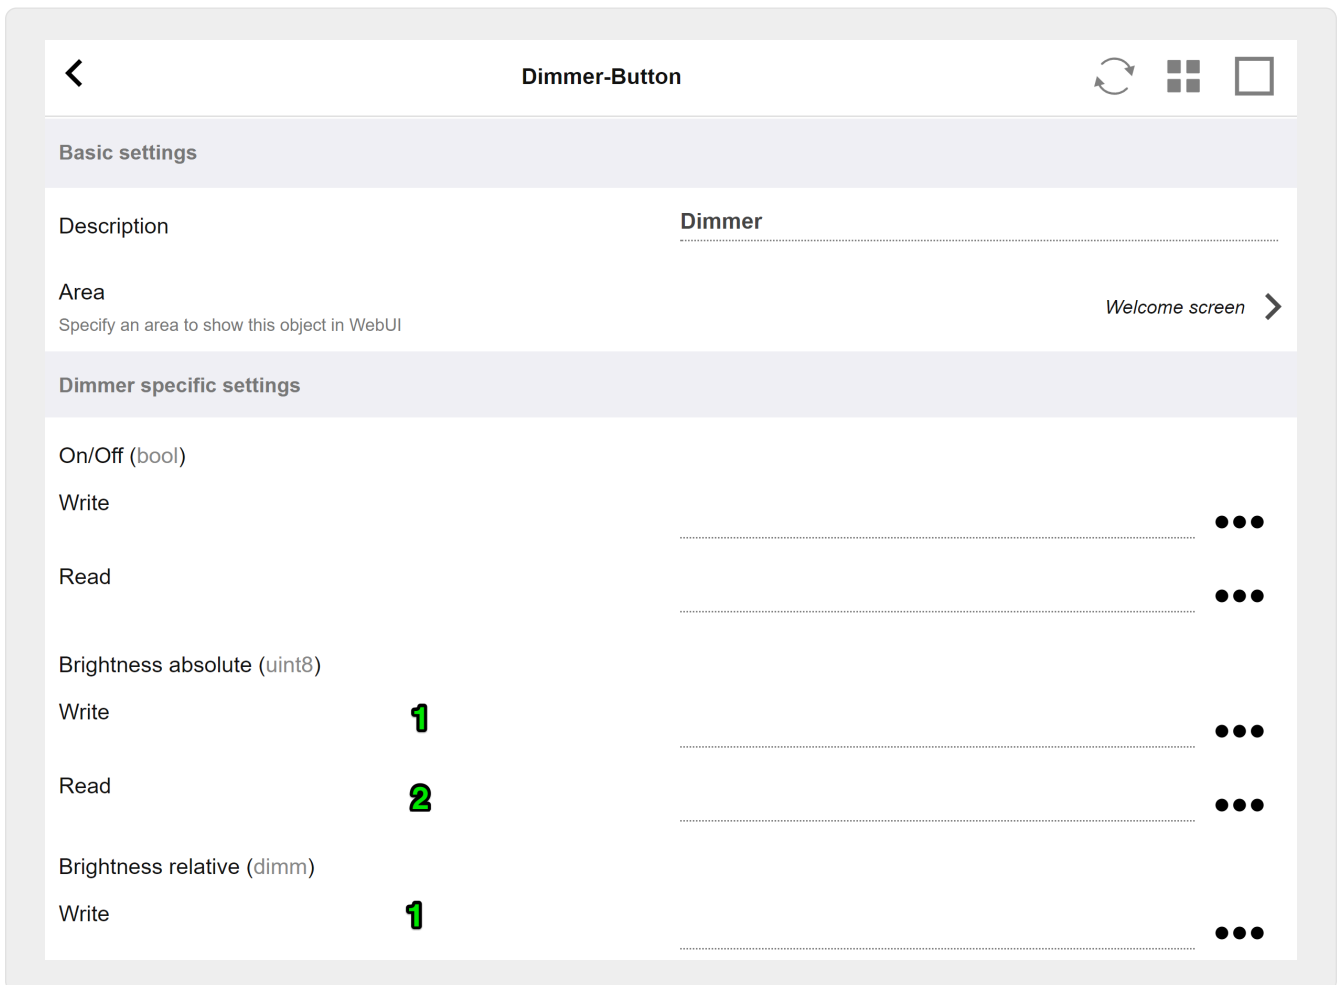 Dimmer-Button
Basic settings
Description
Dimmer
Area
Specify an area to show this object in WebUI
Welcome screen
Dimmer specific settings
On/Off (bool)
Write
Read
Brightness absolute (uint8)
Write 1
Read 2
Brightness relative (dimm)
Write 1